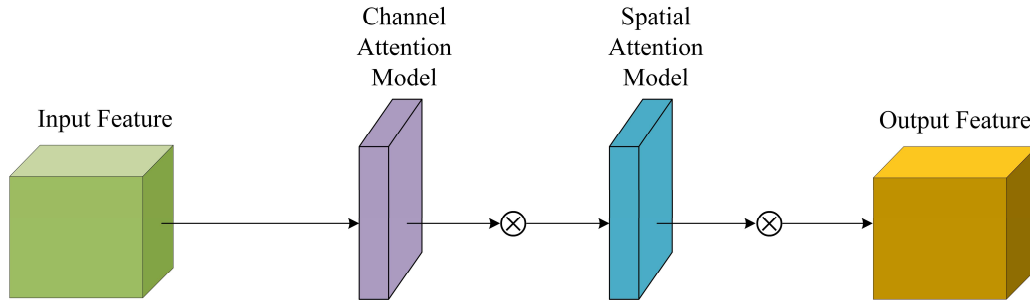 Channel
Attention
Model
Spatial
Attention
Model
Input Feature
Output Feature